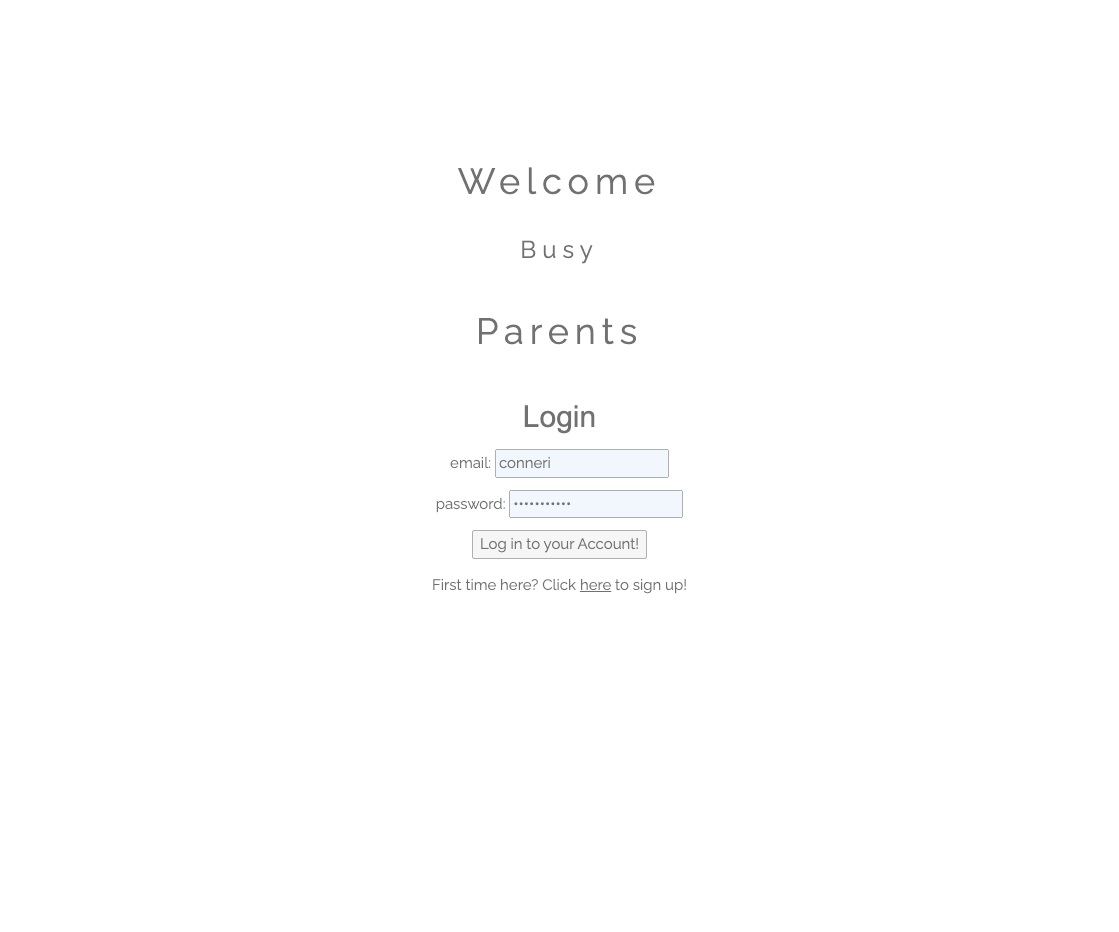 Welcome
Busy
Parents
Login
email: conneri
password: •••••••••••
Log in to your Account!
First time here? Click here to sign up!